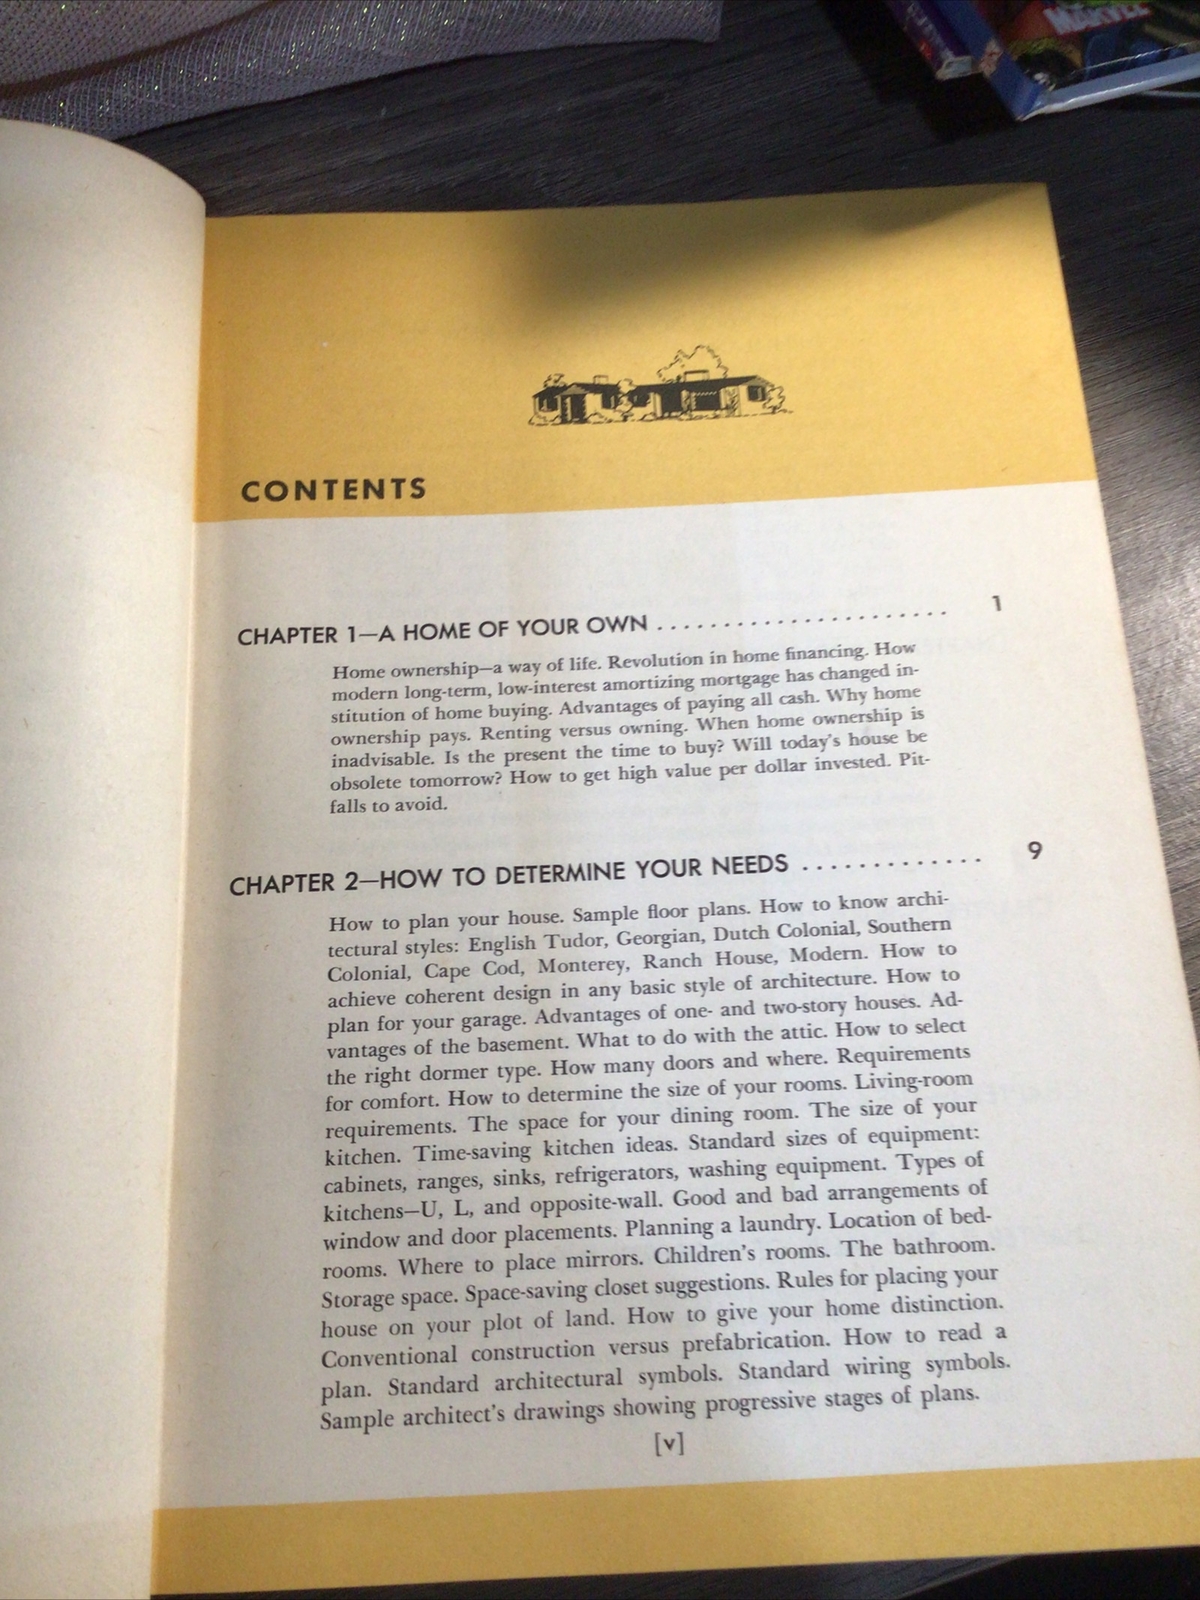 MARVEL
CONTENTS
CHAPTER 1—A HOME OF YOUR OWN . . . . . . . . . . . . . . . . . . . . . . 1
Home ownership—a way of life. Revolution in home financing. How
modern long-term, low-interest amortizing mortgage has changed in-
stitution of home buying. Advantages of paying all cash. Why home
ownership pays. Renting versus owning. When home ownership is
inadvisable. Is the present the time to buy? Will today's house be
obsolete tomorrow? How to get high value per dollar invested. Pit-
falls to avoid.
CHAPTER 2—HOW TO DETERMINE YOUR NEEDS . . . . . . . . . . . . . 9
How to plan your house. Sample floor plans. How to know archi-
tectural styles: English Tudor, Georgian, Dutch Colonial, Southern
Colonial, Cape Cod, Monterey, Ranch House, Modern. How to
achieve coherent design in any basic style of architecture. How to
plan for your garage. Advantages of one- and two-story houses. Ad-
vantages of the basement. What to do with the attic. How to select
the right dormer type. How many doors and where. Requirements
for comfort. How to determine the size of your rooms. Living-room
requirements. The space for your dining room. The size of your
kitchen. Time-saving kitchen ideas. Standard sizes of equipment:
cabinets, ranges, sinks, refrigerators, washing equipment. Types of
kitchens—U, L, and opposite-wall. Good and bad arrangements of
window and door placements. Planning a laundry. Location of bed-
rooms. Where to place mirrors. Children's rooms. The bathroom.
Storage space. Space-saving closet suggestions. Rules for placing your
house on your plot of land. How to give your home distinction.
Conventional construction versus prefabrication. How to read a
plan. Standard architectural symbols. Standard wiring symbols.
Sample architect's drawings showing progressive stages of plans.
[v]